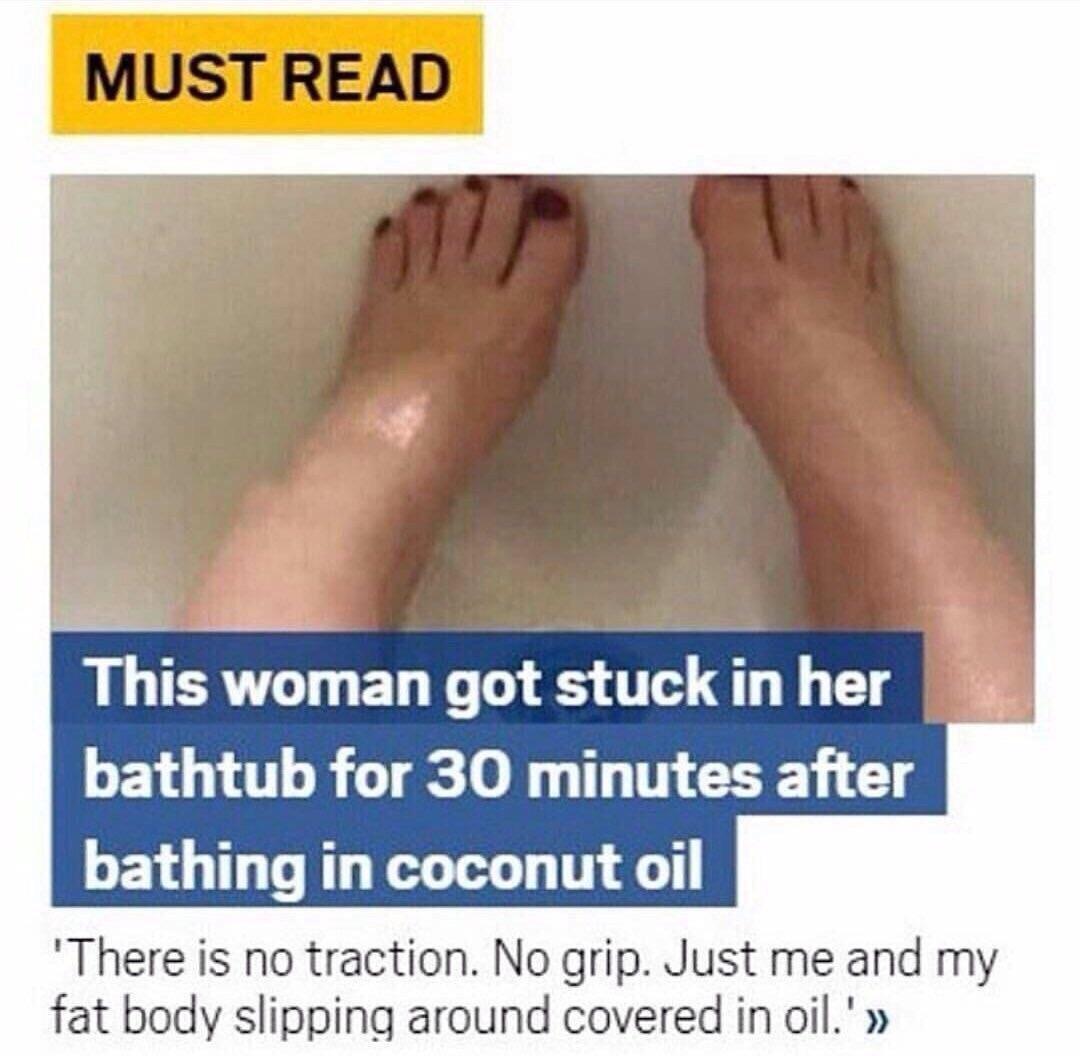 MUST READ
This woman got stuck in her
bathtub for 30 minutes after
bathing in coconut oil
'There is no traction. No grip. Just me and my
fat body slipping around covered in oil.' »